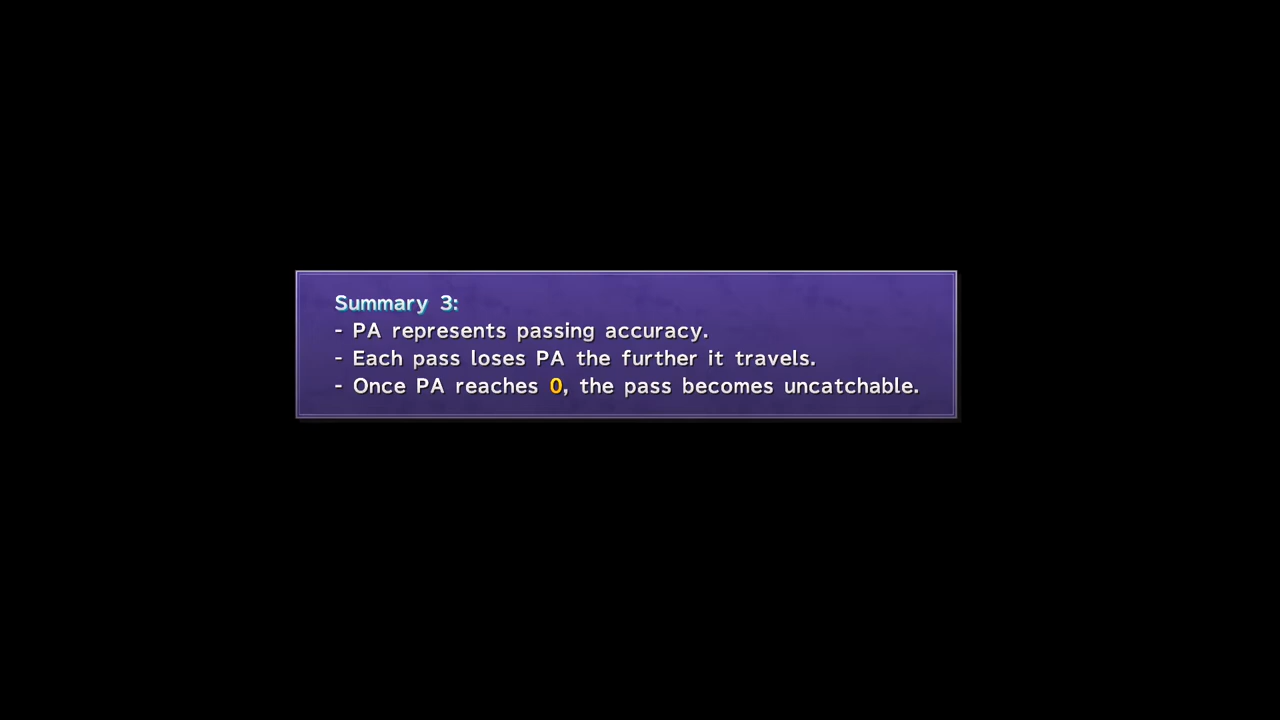 Summary 3:
- PA represents passing accuracy.
- Each pass loses PA the further it travels.
- Once PA reaches 0, the pass becomes uncatchable.